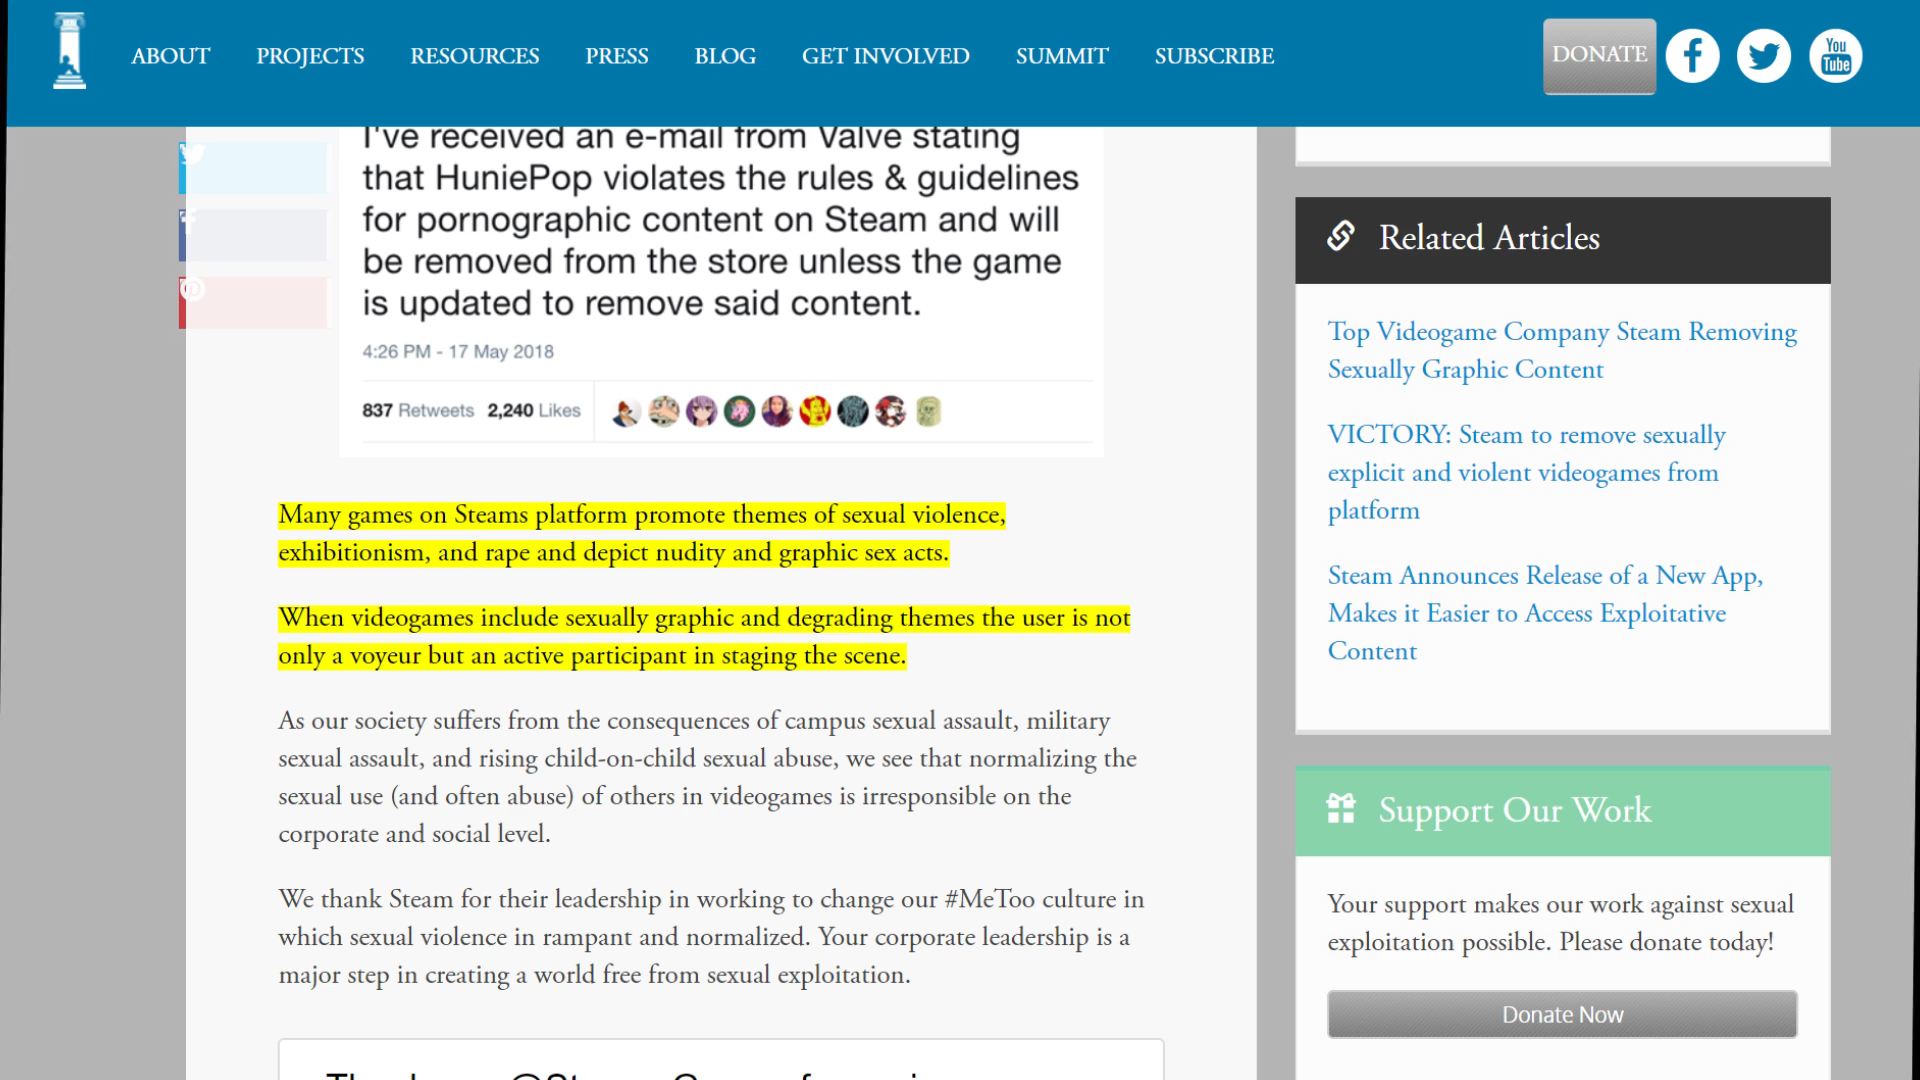 ABOUT PROJECTS RESOURCES PRESS BLOG GET INVOLVED SUMMIT SUBSCRIBE DONATE You Tube
I've received an e-mail from Valve stating
that HuniePop violates the rules & guidelines
for pornographic content on Steam and will
be removed from the store unless the game
is updated to remove said content.
4:26 PM - 17 May 2018
837 Retweets 2,240 Likes
Many games on Steams platform promote themes of sexual violence,
exhibitionism, and rape and depict nudity and graphic sex acts.
When videogames include sexually graphic and degrading themes the user is not
only a voyeur but an active participant in staging the scene.
As our society suffers from the consequences of campus sexual assault, military
sexual assault, and rising child-on-child sexual abuse, we see that normalizing the
sexual use (and often abuse) of others in videogames is irresponsible on the
corporate and social level.
We thank Steam for their leadership in working to change our #MeToo culture in
which sexual violence in rampant and normalized. Your corporate leadership is a
major step in creating a world free from sexual exploitation.
Related Articles
Top Videogame Company Steam Removing
Sexually Graphic Content
VICTORY: Steam to remove sexually
explicit and violent videogames from
platform
Steam Announces Release of a New App,
Makes it Easier to Access Exploitative
Content
Support Our Work
Your support makes our work against sexual
exploitation possible. Please donate today!
Donate Now